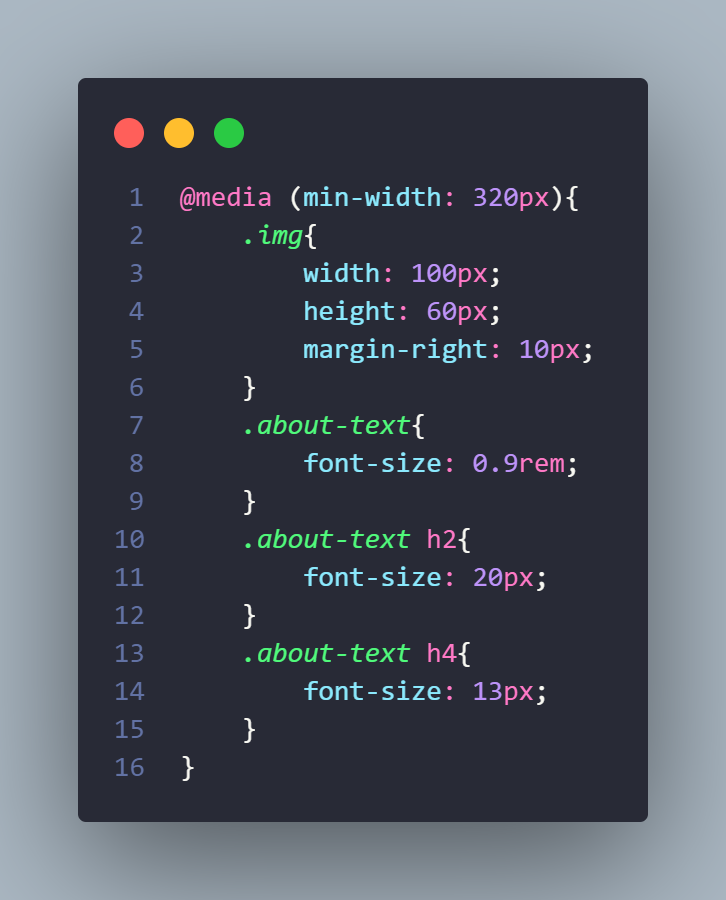 1 @media (min-width: 320px){
2 .img{
3 width: 100px;
4 height: 60px;
5 margin-right: 10px;
6 }
7 .about-text{
8 font-size: 0.9rem;
9 }
10 .about-text h2{
11 font-size: 20px;
12 }
13 .about-text h4{
14 font-size: 13px;
15 }
16 }